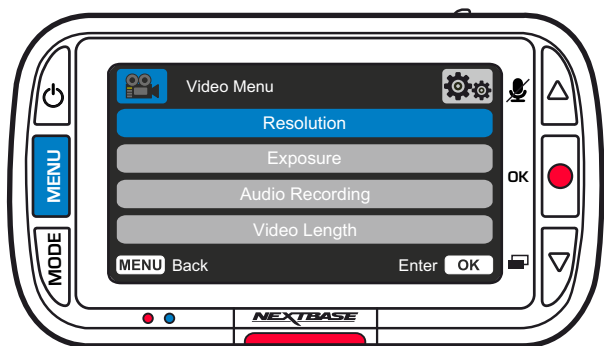 Video Menu
Resolution
Exposure
Audio Recording
Video Length
MENU Back
Enter OK
MENU
MODE
OK
NEXTBASE